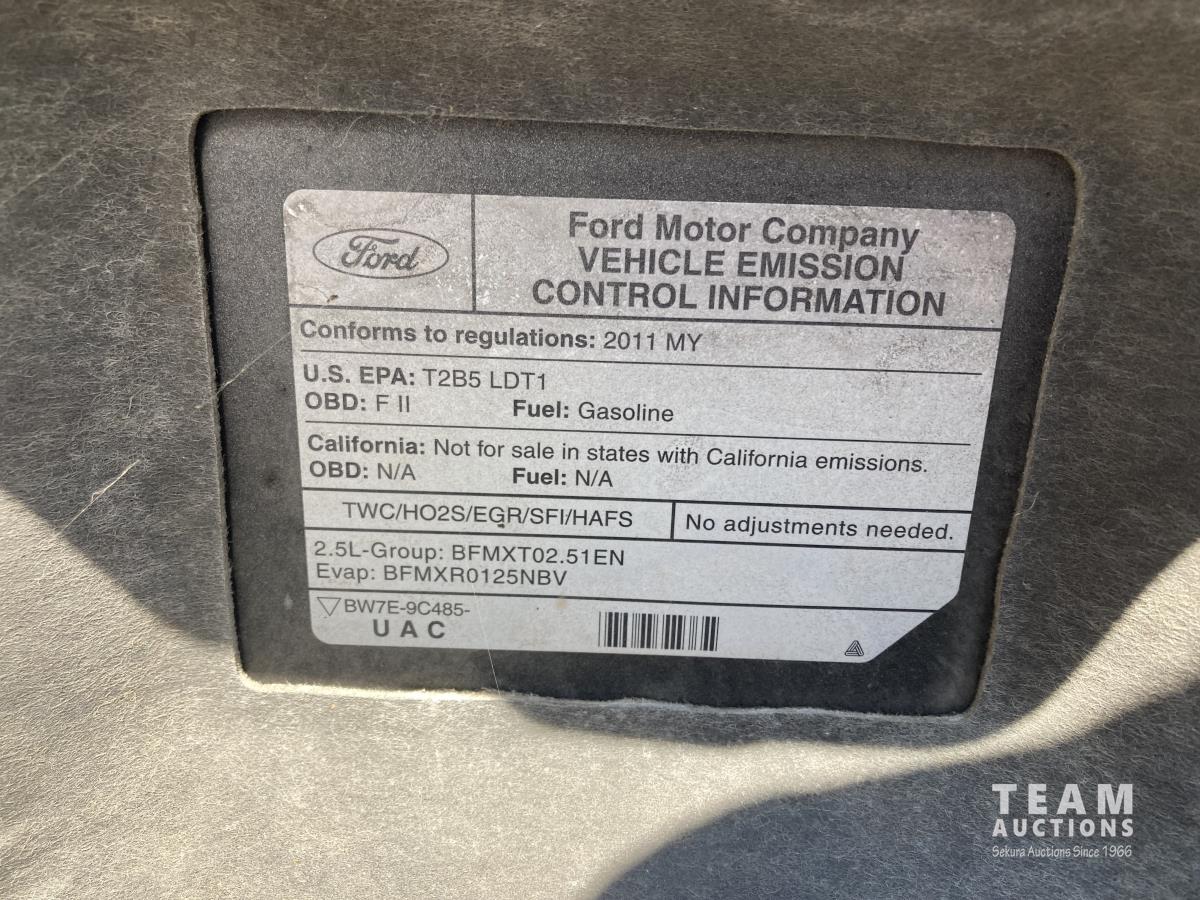 Ford
Ford Motor Company
VEHICLE EMISSION
CONTROL INFORMATION
Conforms to regulations: 2011 MY
U.S. EPA: T2B5 LDT1
OBD: F II Fuel: Gasoline
California: Not for sale in states with California emissions.
OBD: N/A Fuel: N/A
TWC/HO2S/EGR/SFI/HAFS No adjustments needed.
2.5L-Group: BFMXT02.51EN
Evap: BFMXR0125NBV
BW7E-9C485-
U A C
TEAM
AUCTIONS
Sekura Auctions Since 1966